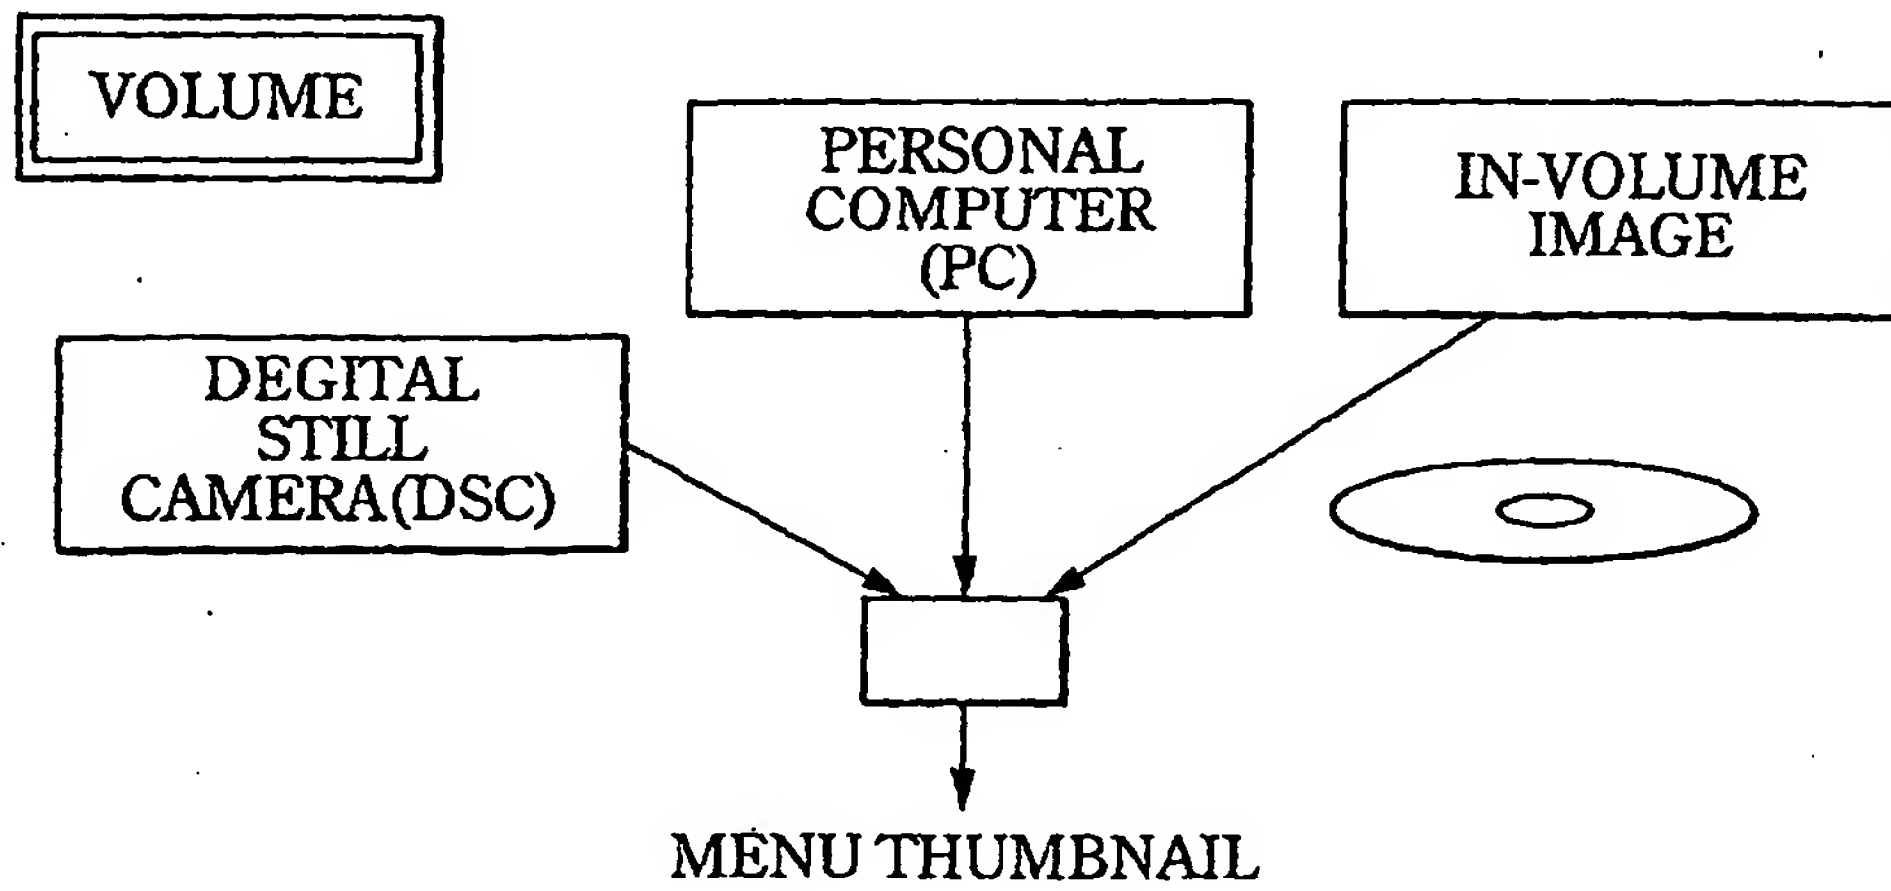 VOLUME
PERSONAL
COMPUTER
(PC)
IN-VOLUME
IMAGE
DEGITAL
STILL
CAMERA(DSC)
MENU THUMBNAIL